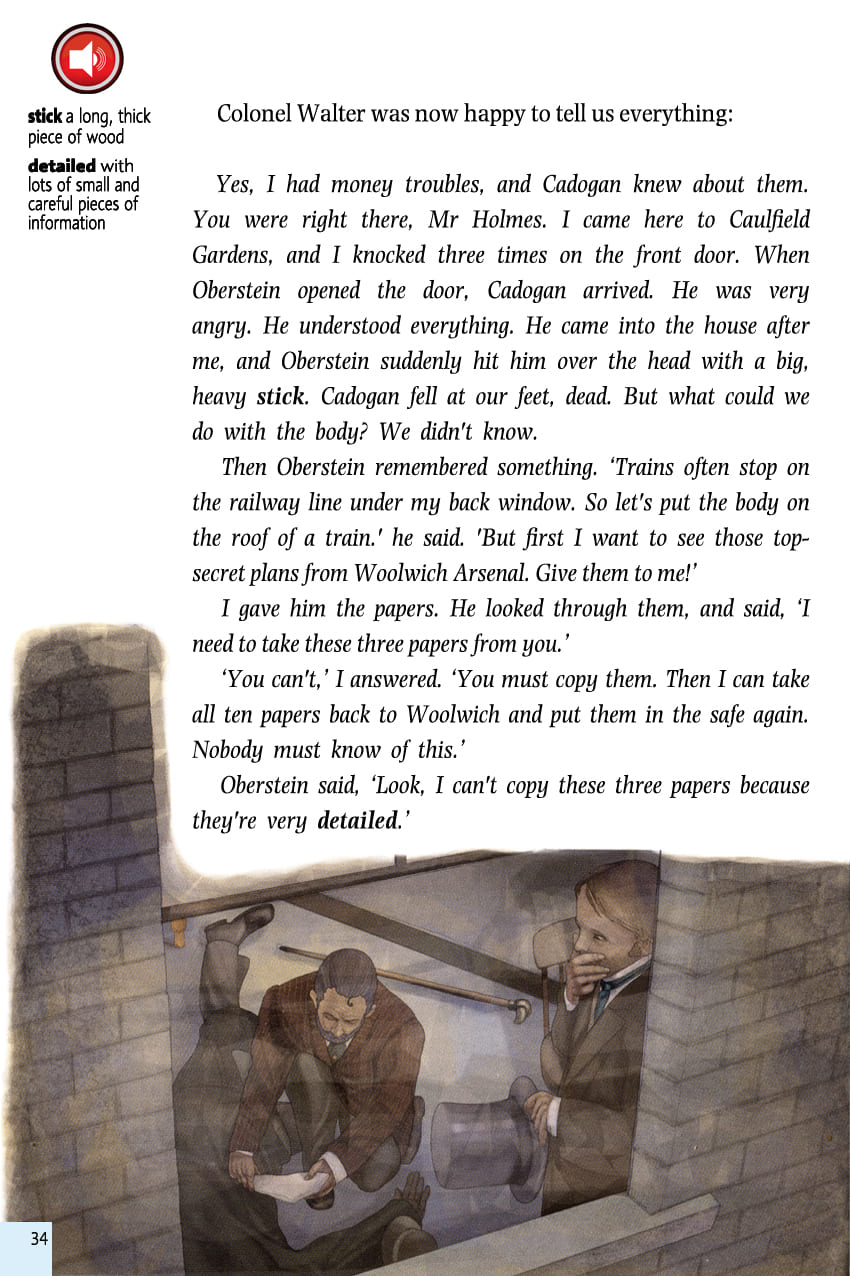 stick a long, thick
piece of wood
detailed with
lots of small and
careful pieces of
information
Colonel Walter was now happy to tell us everything:
Yes, I had money troubles, and Cadogan knew about them.
You were right there, Mr Holmes. I came here to Caulfield
Gardens, and I knocked three times on the front door. When
Oberstein opened the door, Cadogan arrived. He was very
angry. He understood everything. He came into the house after
me, and Oberstein suddenly hit him over the head with a big,
heavy stick. Cadogan fell at our feet, dead. But what could we
do with the body? We didn't know.
Then Oberstein remembered something. ‘Trains often stop on
the railway line under my back window. So let's put the body on
the roof of a train.' he said. 'But first I want to see those top-
secret plans from Woolwich Arsenal. Give them to me!’
I gave him the papers. He looked through them, and said, ‘I
need to take these three papers from you.’
‘You can't,’ I answered. ‘You must copy them. Then I can take
all ten papers back to Woolwich and put them in the safe again.
Nobody must know of this.’
Oberstein said, ‘Look, I can't copy these three papers because
they're very detailed.’
34